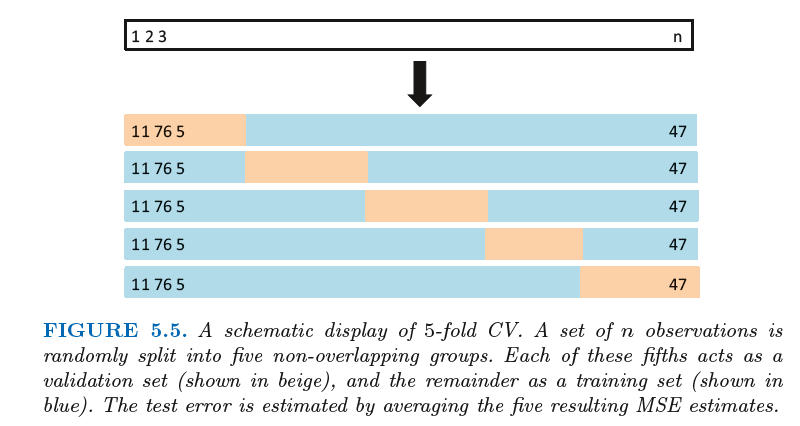 1 2 3 n
11 76 5 47
11 76 5 47
11 76 5 47
11 76 5 47
11 76 5 47
FIGURE 5.5. A schematic display of 5-fold CV. A set of n observations is
randomly split into five non-overlapping groups. Each of these fifths acts as a
validation set (shown in beige), and the remainder as a training set (shown in
blue). The test error is estimated by averaging the five resulting MSE estimates.